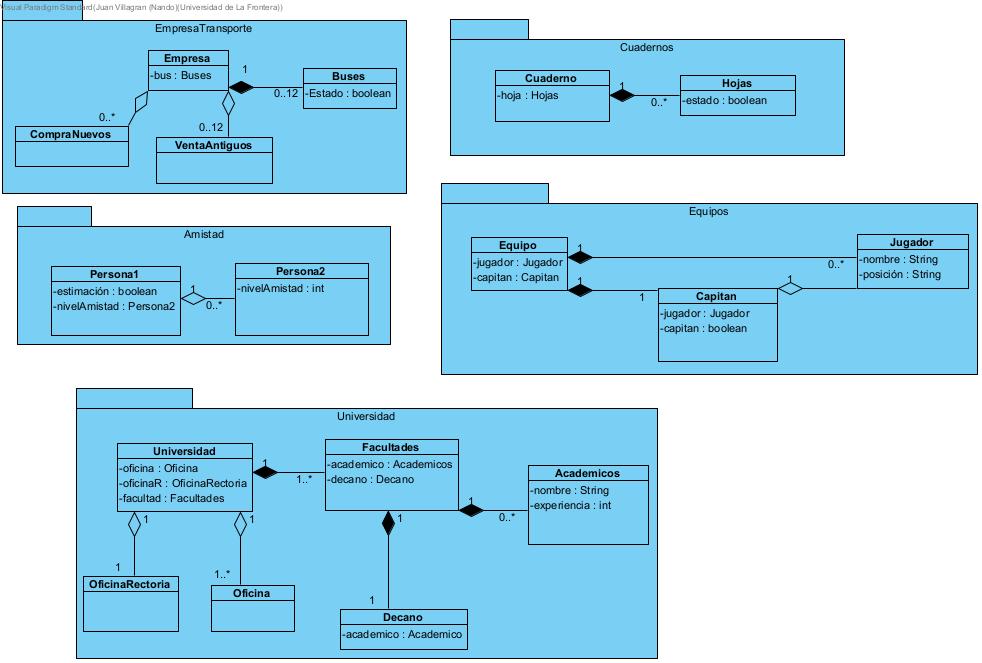 Visual Paradigm Standard(Juan Villagran (Nando)(Universidad de La Frontera))
EmpresaTransporte
Empresa
-bus : Buses
1
0..12
Buses
-Estado : boolean
0..*
0..12
CompraNuevos
VentaAntiguos
Cuadernos
Cuaderno
-hoja : Hojas
1
0..*
Hojas
-estado : boolean
Amistad
Persona1
-estimación : boolean
-nivelAmistad : Persona2
1
0..*
Persona2
-nivelAmistad : int
Equipos
Equipo
-jugador : Jugador
-capitan : Capitan
1
0..*
1
1
Jugador
-nombre : String
-posición : String
1
Capitan
-jugador : Jugador
-capitan : boolean
Universidad
Universidad
-oficina : Oficina
-oficinaR : OficinaRectoria
-facultad : Facultades
1
1..*
Facultades
-academico : Academicos
-decano : Decano
1
0..*
Academicos
-nombre : String
-experiencia : int
1
1
1
1
1..*
1
OficinaRectoria
Oficina
Decano
-academico : Academico